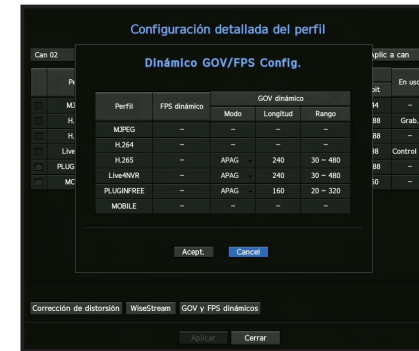 Configuración detallada del perfil
Can 02
Aplic a can
Dinámico GOV/FPS Config.
En uso
Perfil FPS dinámico GOV dinámico
Modo Longitud Rango
MJPEG – – – –
H.264 – – – –
H.265 – APAG 240 30 ~ 480
Live4NVR – APAG 240 30 ~ 480
PLUGINFREE – APAG 160 20 ~ 320
MOBILE – – – –
Grab.
Control
Live
PLUG
Acept. Cancel
Corrección de distorsión WiseStream GOV y FPS dinámicos
Aplicar Cerrar